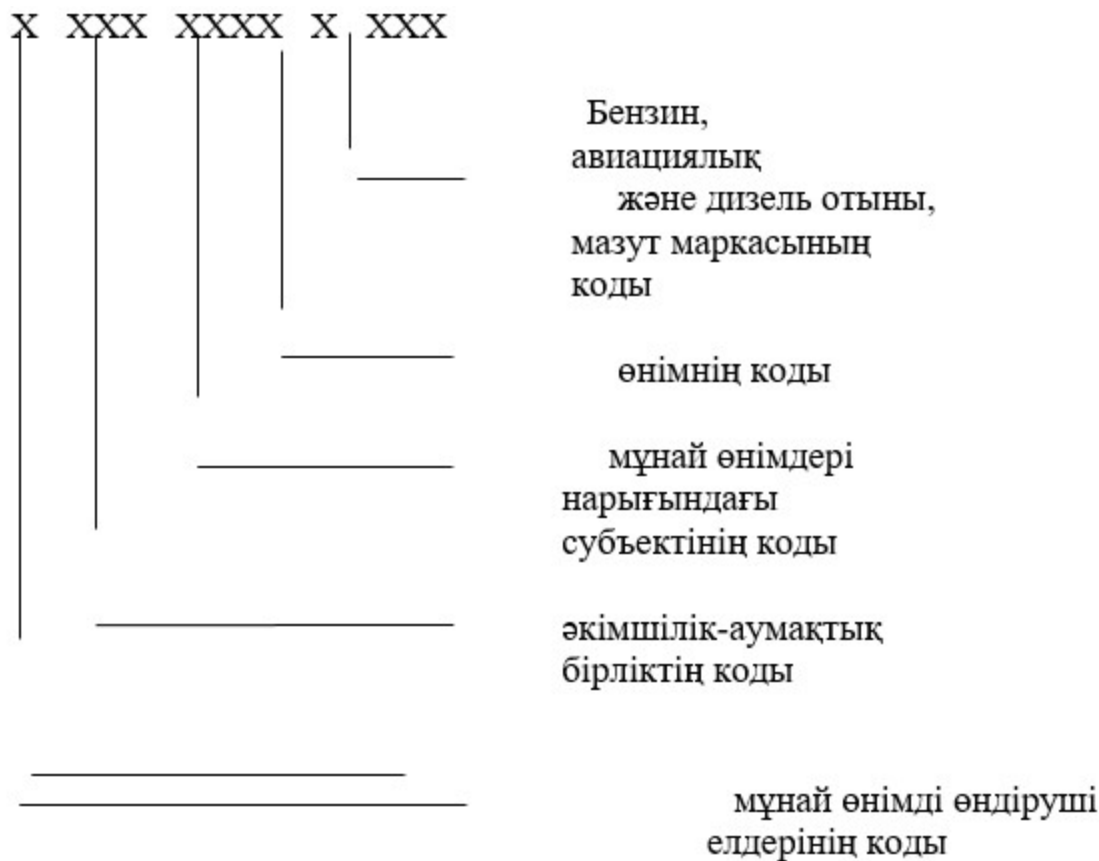 X XXX XXXX X XXX
Бензин,
авиациялық
және дизель отыны,
мазут маркасының
коды
өнімнің коды
мұнай өнімдері
нарығындағы
субъектінің коды
әкімшілік-аумақтық
бірліктің коды
мұнай өнімді өндіруші
елдерінің коды